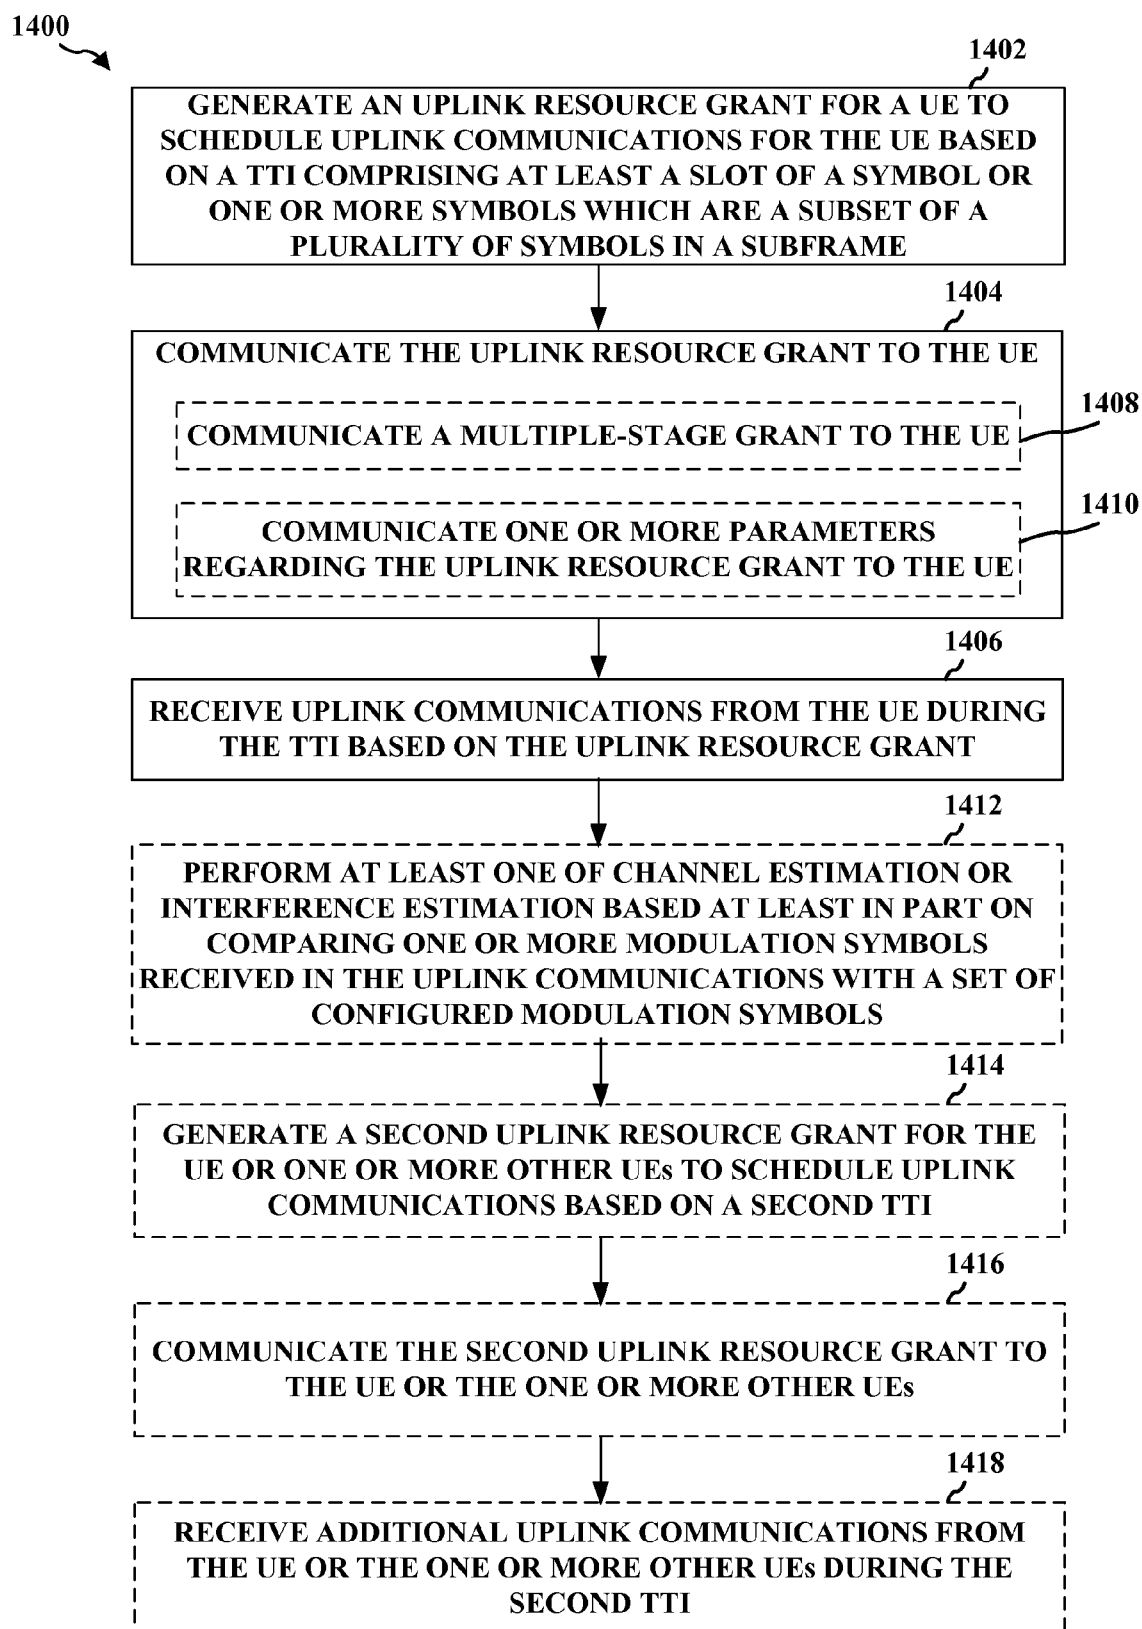 1400
1402
GENERATE AN UPLINK RESOURCE GRANT FOR A UE TO
SCHEDULE UPLINK COMMUNICATIONS FOR THE UE BASED
ON A TTI COMPRISING AT LEAST A SLOT OF A SYMBOL OR
ONE OR MORE SYMBOLS WHICH ARE A SUBSET OF A
PLURALITY OF SYMBOLS IN A SUBFRAME
1404
COMMUNICATE THE UPLINK RESOURCE GRANT TO THE UE
1408
COMMUNICATE A MULTIPLE-STAGE GRANT TO THE UE
1410
COMMUNICATE ONE OR MORE PARAMETERS
REGARDING THE UPLINK RESOURCE GRANT TO THE UE
1406
RECEIVE UPLINK COMMUNICATIONS FROM THE UE DURING
THE TTI BASED ON THE UPLINK RESOURCE GRANT
1412
PERFORM AT LEAST ONE OF CHANNEL ESTIMATION OR
INTERFERENCE ESTIMATION BASED AT LEAST IN PART ON
COMPARING ONE OR MORE MODULATION SYMBOLS
RECEIVED IN THE UPLINK COMMUNICATIONS WITH A SET OF
CONFIGURED MODULATION SYMBOLS
1414
GENERATE A SECOND UPLINK RESOURCE GRANT FOR THE
UE OR ONE OR MORE OTHER UEs TO SCHEDULE UPLINK
COMMUNICATIONS BASED ON A SECOND TTI
1416
COMMUNICATE THE SECOND UPLINK RESOURCE GRANT TO
THE UE OR THE ONE OR MORE OTHER UEs
1418
RECEIVE ADDITIONAL UPLINK COMMUNICATIONS FROM
THE UE OR THE ONE OR MORE OTHER UEs DURING THE
SECOND TTI